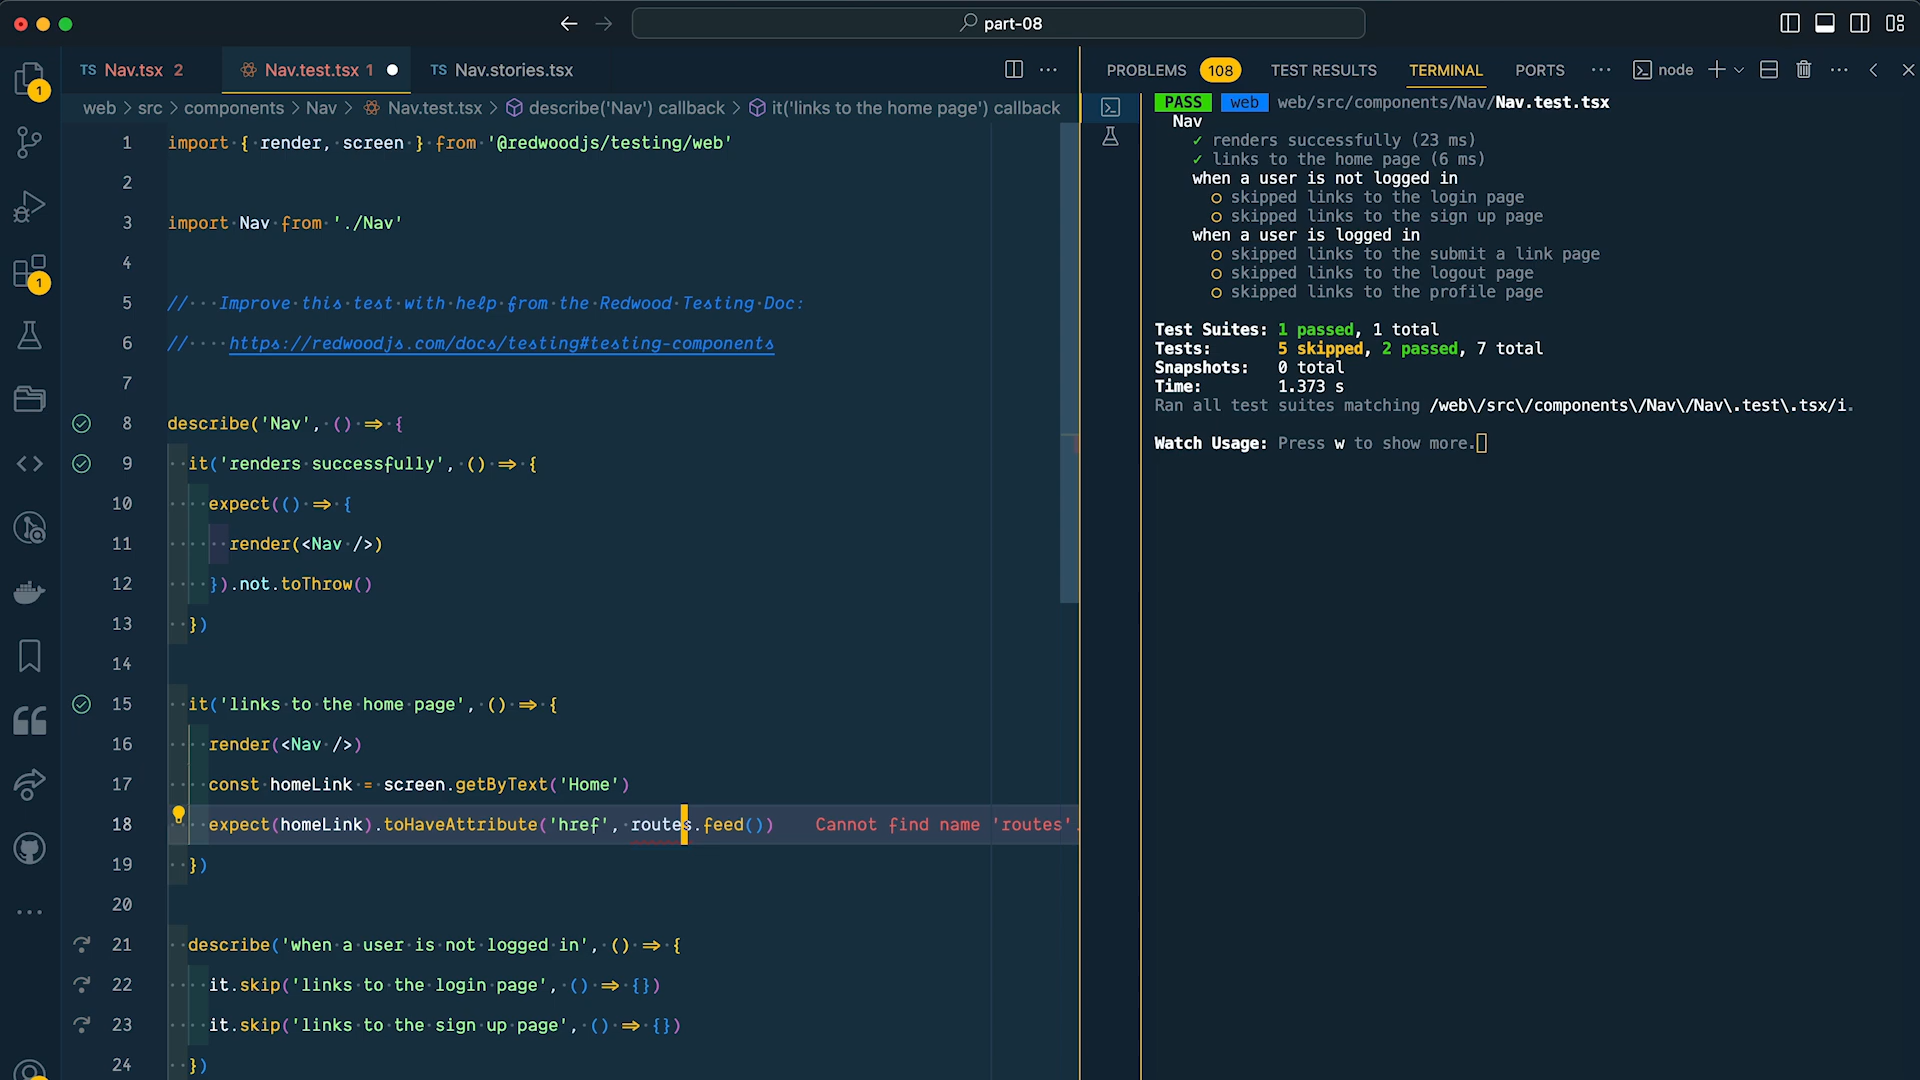 part-08
TS Nav.tsx 2
Nav.test.tsx 1
TS Nav.stories.tsx
web > src > components > Nav > Nav.test.tsx > describe('Nav') callback > it('links to the home page') callback
1 import { render, screen } from '@redwoodjs/testing/web'
2
3 import Nav from './Nav'
4
5 // Improve this test with help from the Redwood Testing Doc:
6 // https://redwoodjs.com/docs/testing#testing-components
7
8 describe('Nav', () => {
9 it('renders successfully', () => {
10 expect(() => {
11 render(<Nav />)
12 }).not.toThrow()
13 })
14
15 it('links to the home page', () => {
16 render(<Nav />)
17 const homeLink = screen.getByText('Home')
18 expect(homeLink).toHaveAttribute('href', routes.feed()) Cannot find name 'routes'.
19 })
20
21 describe('when a user is not logged in', () => {
22 it.skip('links to the login page', () => {})
23 it.skip('links to the sign up page', () => {})
24 })
1
1
PROBLEMS 108 TEST RESULTS TERMINAL PORTS node
PASS web web/src/components/Nav/Nav.test.tsx
Nav
✓ renders successfully (23 ms)
✓ links to the home page (6 ms)
when a user is not logged in
○ skipped links to the login page
○ skipped links to the sign up page
when a user is logged in
○ skipped links to the submit a link page
○ skipped links to the logout page
○ skipped links to the profile page
Test Suites: 1 passed, 1 total
Tests: 5 skipped, 2 passed, 7 total
Snapshots: 0 total
Time: 1.373 s
Ran all test suites matching /web\/src\/components\/Nav\/Nav\.test\.tsx/i.
Watch Usage: Press w to show more.